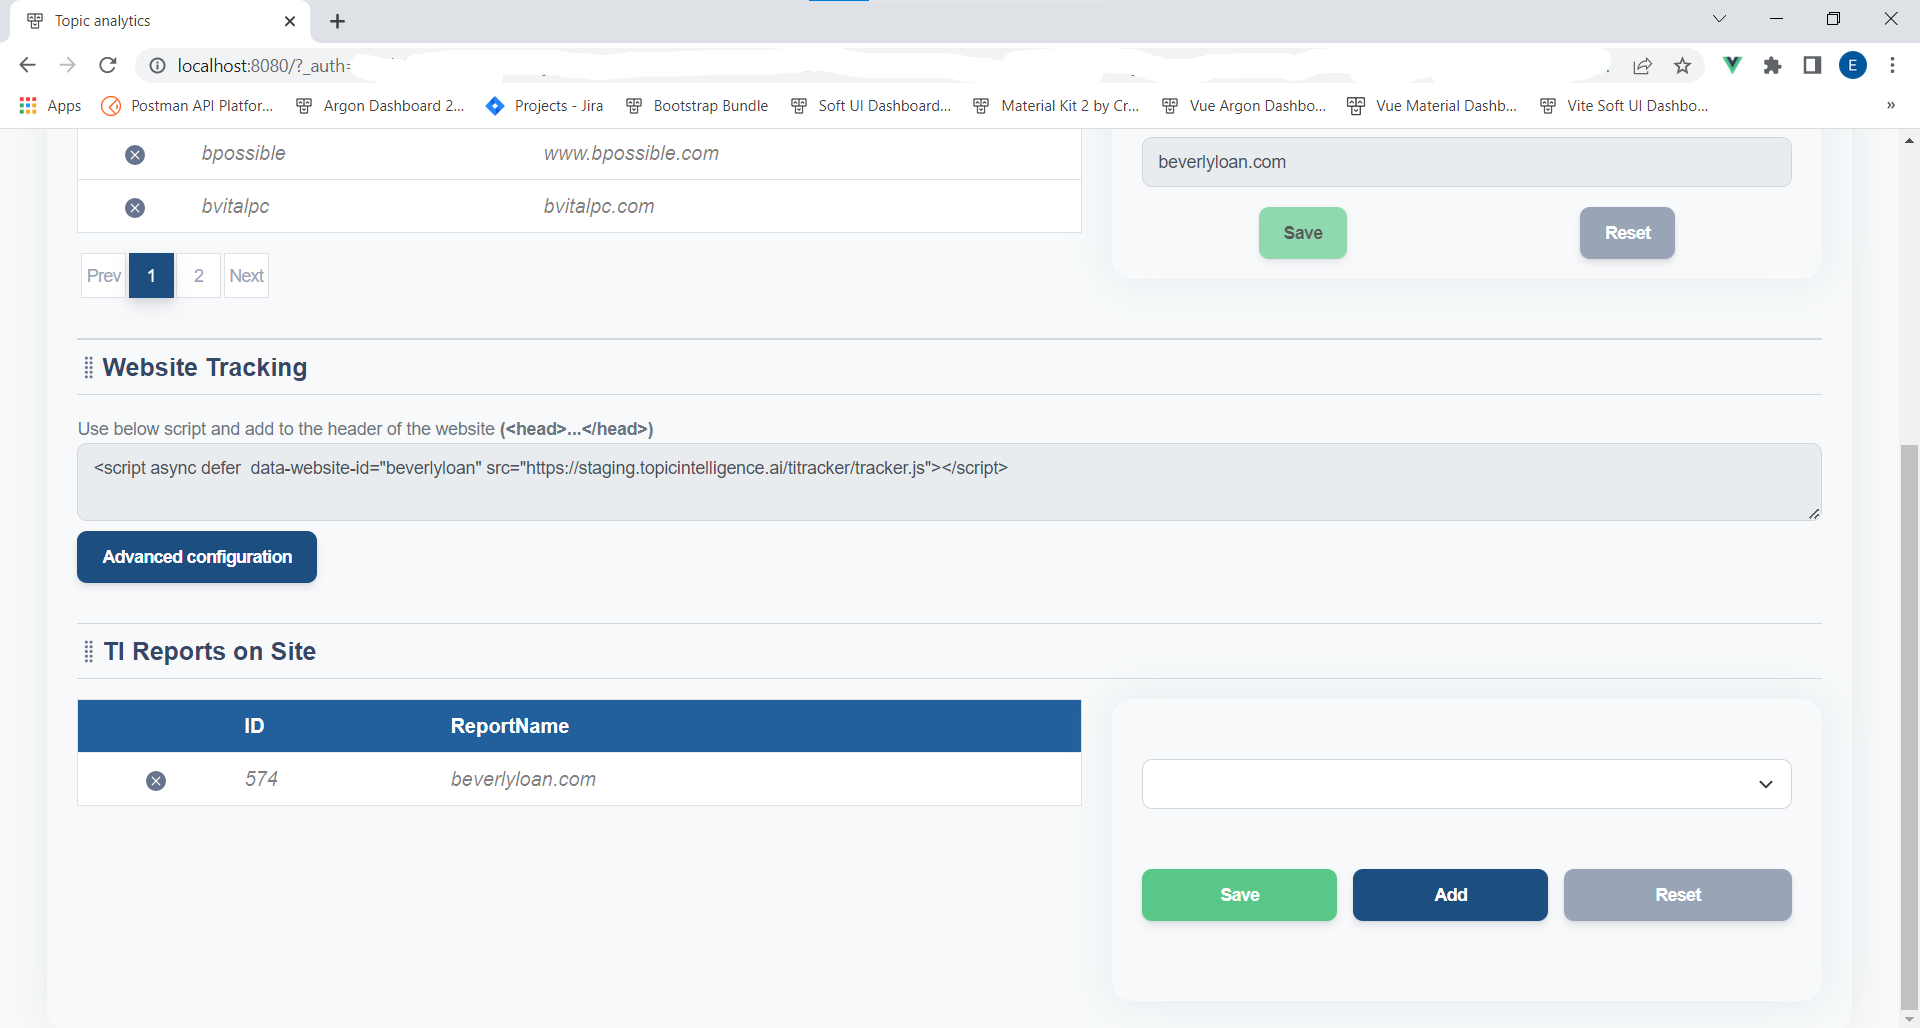 Topic analytics
localhost:8080/?_auth=
E
Apps
Postman API Platfor...
Argon Dashboard 2...
Projects - Jira
Bootstrap Bundle
Soft UI Dashboard...
Material Kit 2 by Cr...
Vue Argon Dashbo...
Vue Material Dashb...
Vite Soft UI Dashbo...
»
bpossible www.bpossible.com
bvitalpc bvitalpc.com
Prev 1 2 Next
beverlyloan.com
Save Reset
Website Tracking
Use below script and add to the header of the website (<head>...</head>)
<script async defer  data-website-id="beverlyloan" src="https://staging.topicintelligence.ai/titracker/tracker.js"></script>
Advanced configuration
TI Reports on Site
ID ReportName
574 beverlyloan.com
Save Add Reset